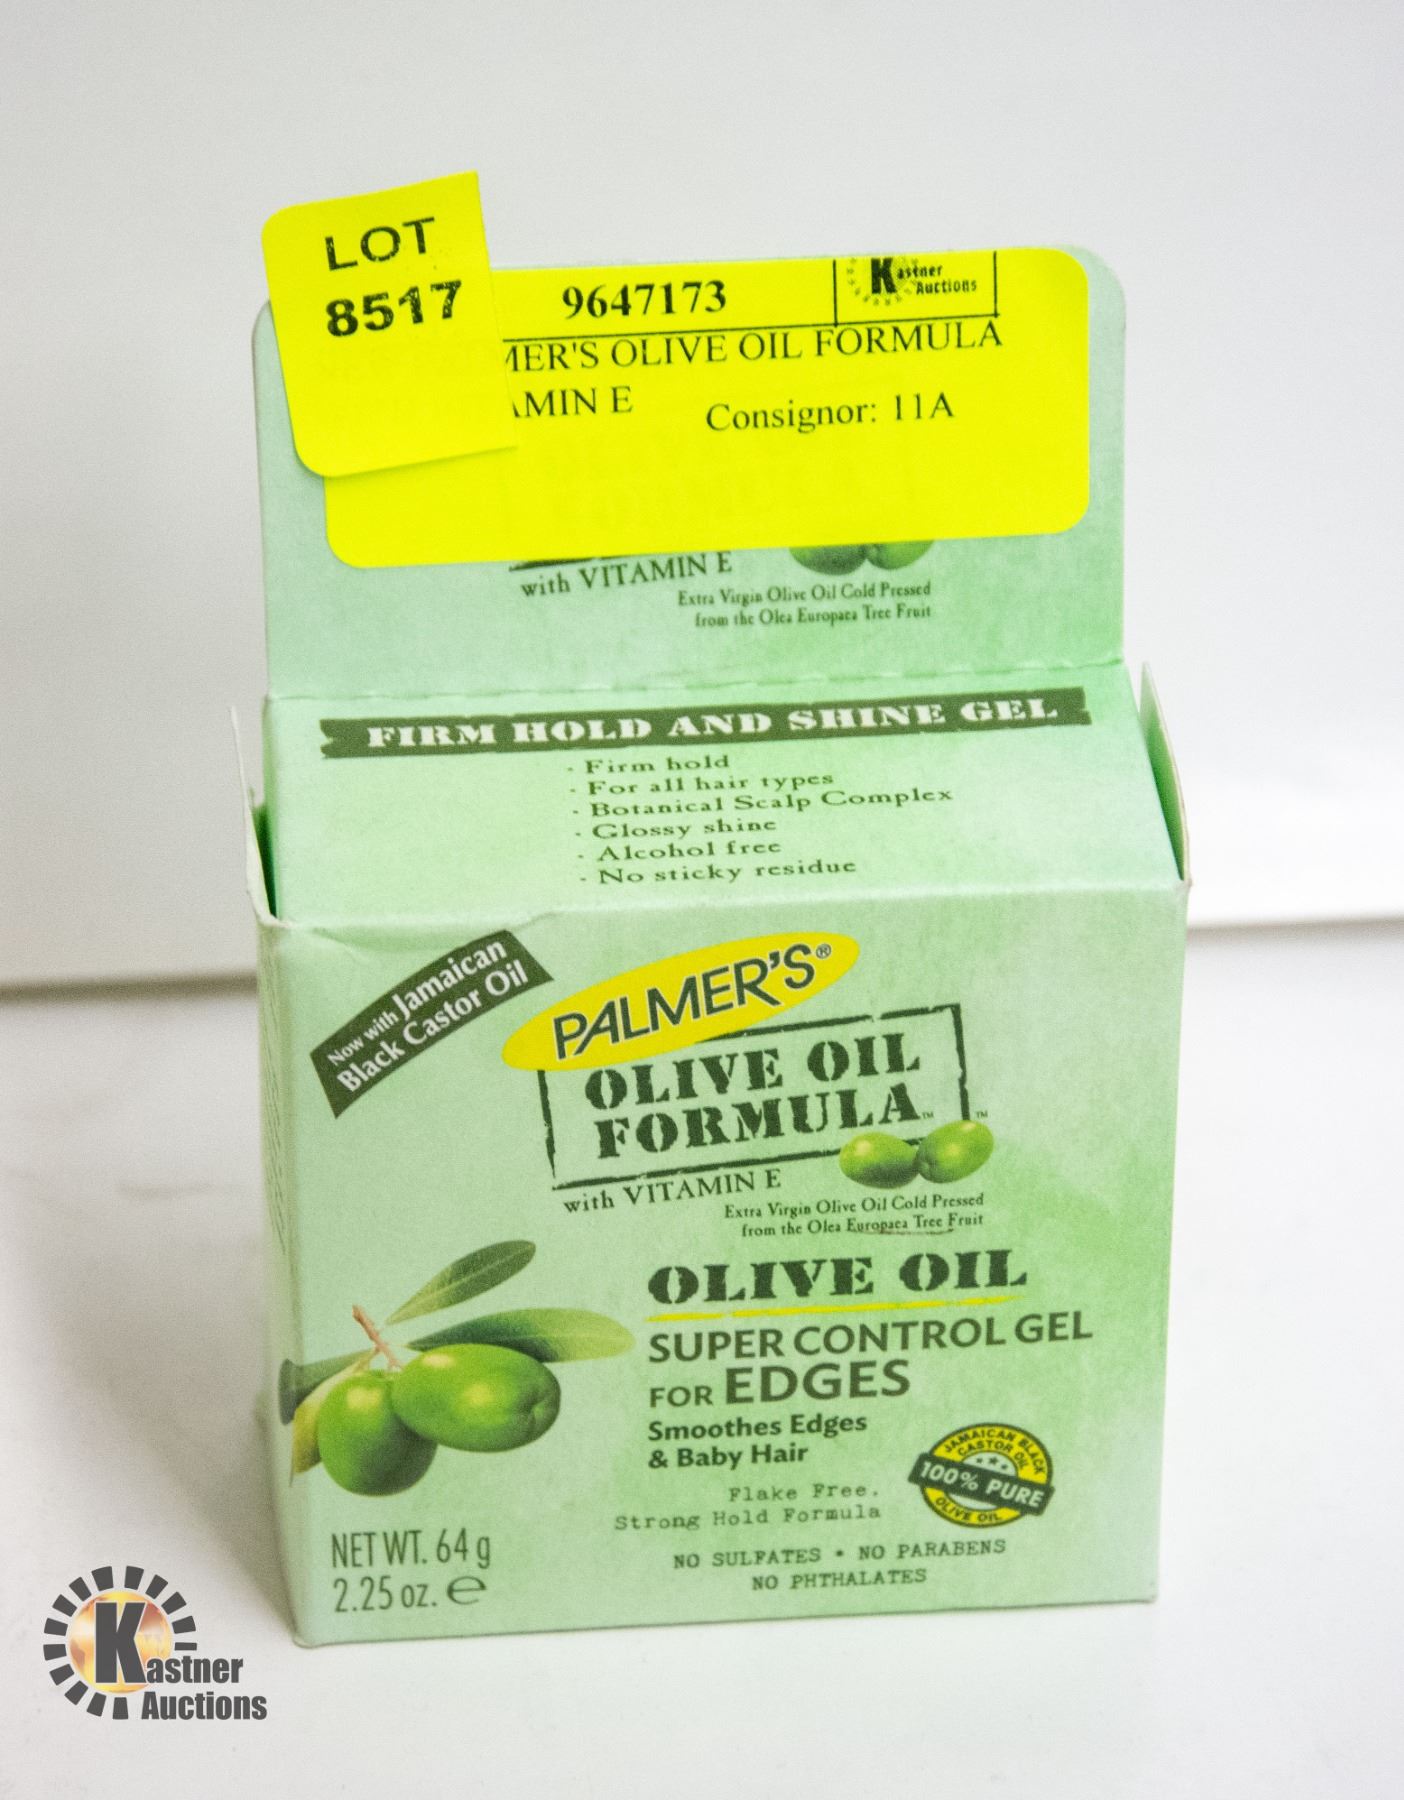 LOT
8517
9647173
Kastner
Auctions
MER'S OLIVE OIL FORMULA
AMIN E
Consignor: 11A
with VITAMIN E
Extra Virgin Olive Oil Cold Pressed
from the Olea Europaea Tree Fruit
FIRM HOLD AND SHINE GEL
· Firm hold
· For all hair types
· Botanical Scalp Complex
· Glossy shine
· Alcohol free
· No sticky residue
Now with Jamaican
Black Castor Oil
PALMER'S®
OLIVE OIL
FORMULA™ ™
with VITAMIN E
Extra Virgin Olive Oil Cold Pressed
from the Olea Europaea Tree Fruit
OLIVE OIL
SUPER CONTROL GEL
FOR EDGES
Smoothes Edges
& Baby Hair
Flake Free.
Strong Hold Formula
JAMAICAN BLACK
CASTOR OIL
100% PURE
OLIVE OIL
NO SULFATES • NO PARABENS
NO PHTHALATES
NET WT. 64 g
2.25 oz. ℮
Kastner
Auctions